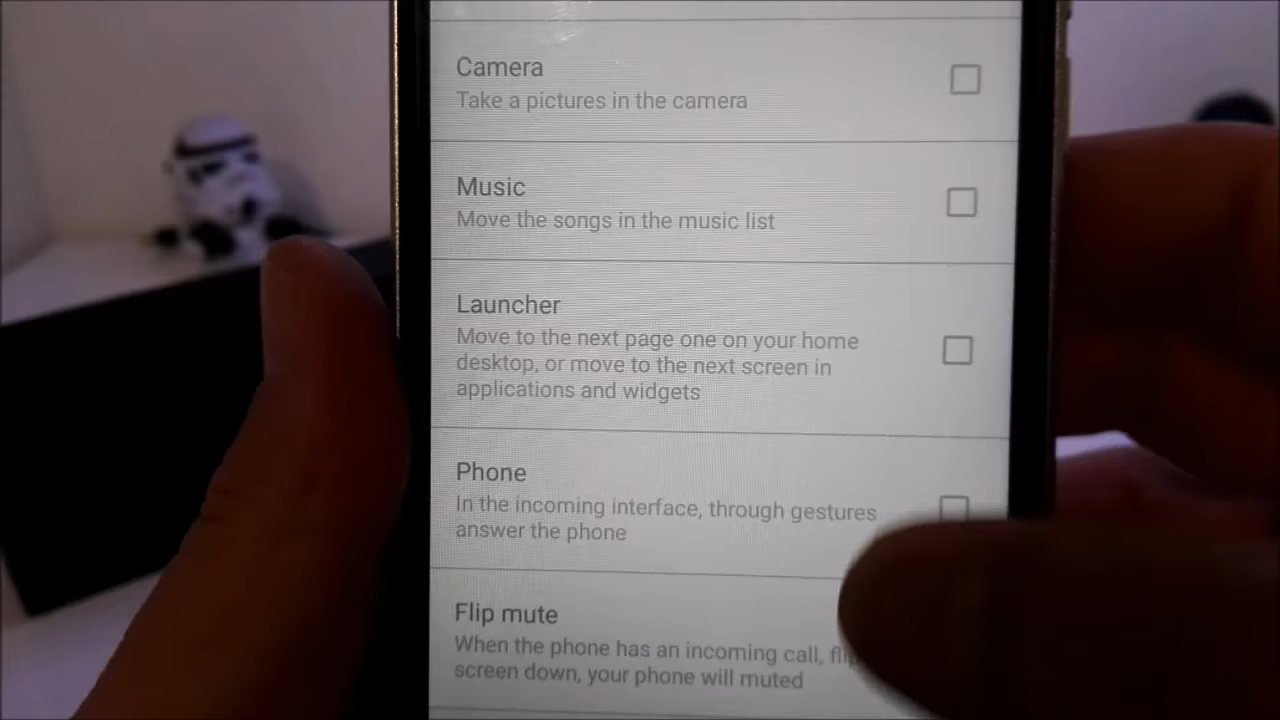 Camera
Take a pictures in the camera
Music
Move the songs in the music list
Launcher
Move to the next page one on your home
desktop, or move to the next screen in
applications and widgets
Phone
In the incoming interface, through gestures
answer the phone
Flip mute
When the phone has an incoming call,
screen down, your phone will muted